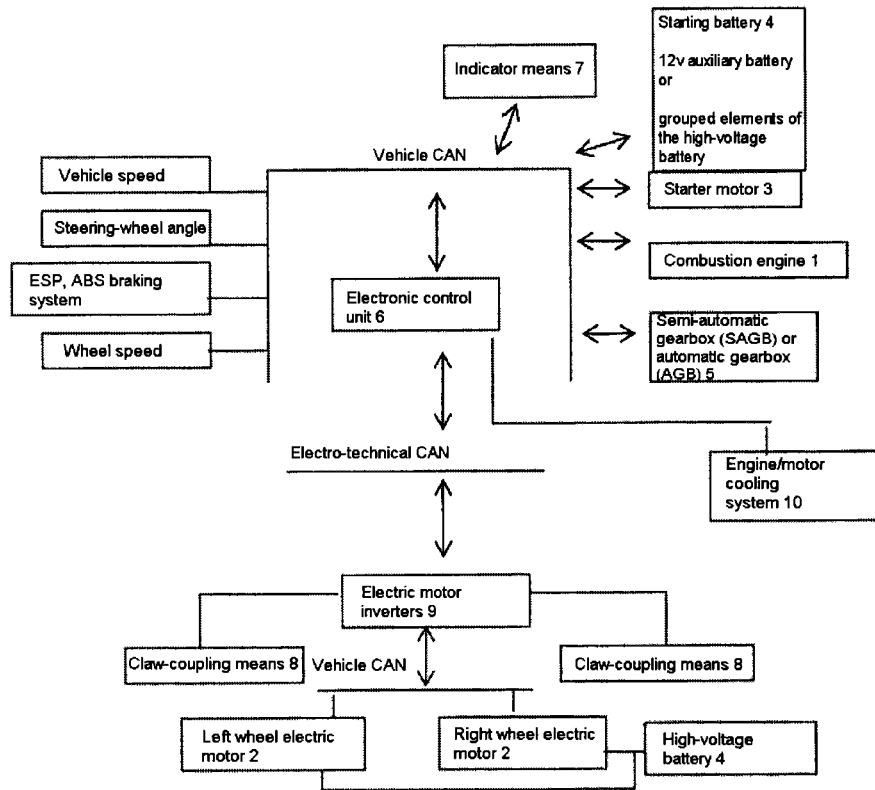 Starting battery 4
12v auxiliary battery
or
grouped elements of
the high-voltage
battery
Indicator means 7
Vehicle CAN
Vehicle speed
Starter motor 3
Steering-wheel angle
Combustion engine 1
ESP, ABS braking
system
Electronic control
unit 6
Wheel speed
Semi-automatic
gearbox (SAGB) or
automatic gearbox
(AGB) 5
Electro-technical CAN
Engine/motor
cooling
system 10
Electric motor
inverters 9
Claw-coupling means 8
Vehicle CAN
Claw-coupling means 8
Left wheel electric
motor 2
Right wheel electric
motor 2
High-voltage
battery 4